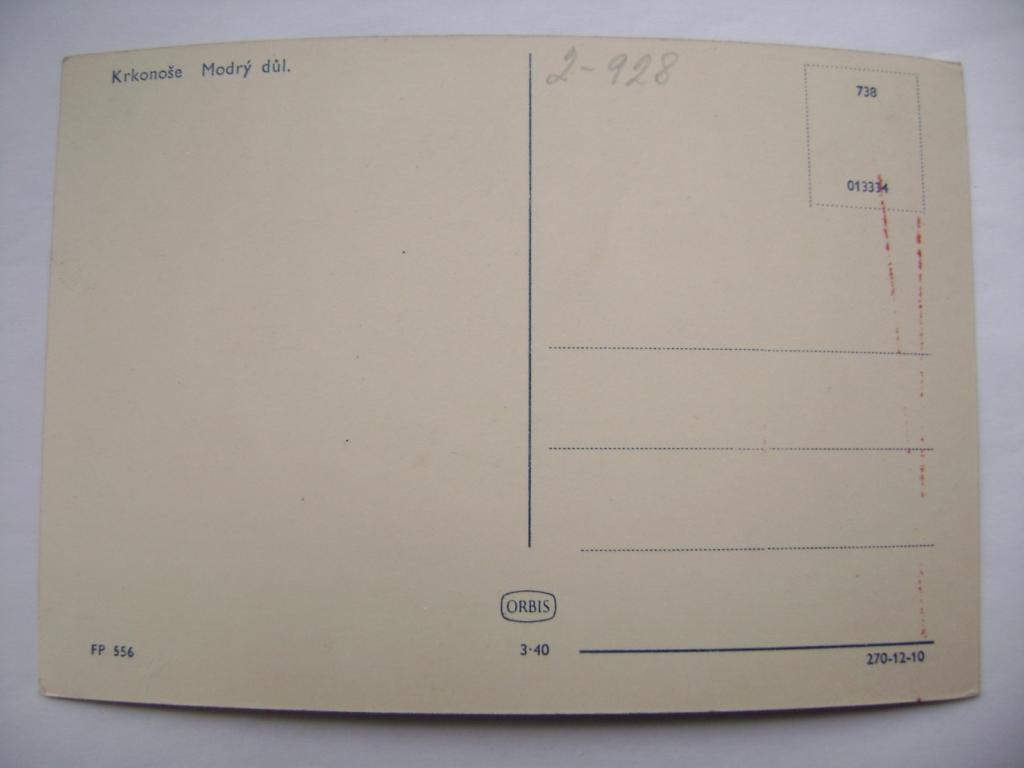 Krkonoše Modrý důl.
2-928
738
013334
ORBIS
FP 556
3·40
270-12-10